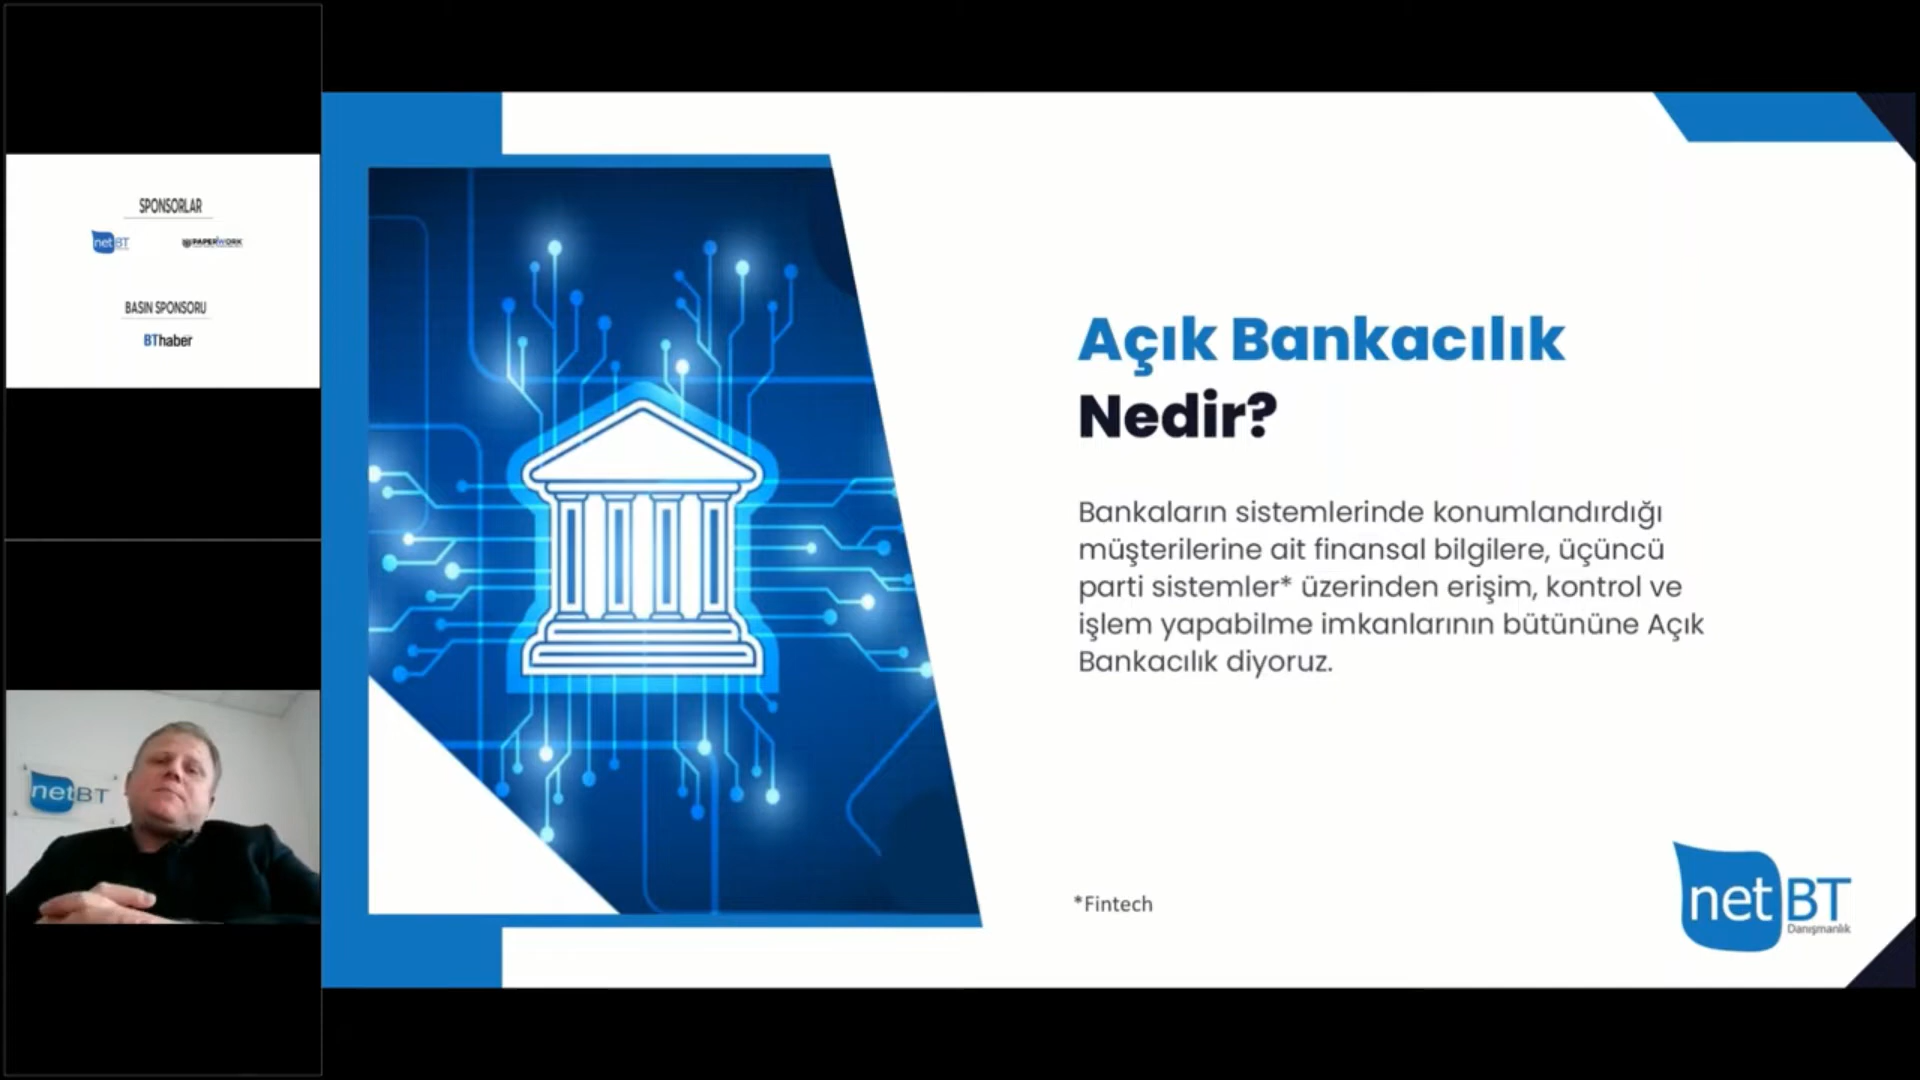 SPONSORLAR
netBT
PAPERWORK
BASIN SPONSORU
BThaber
netBT
Açık Bankacılık
Nedir?
Bankaların sistemlerinde konumlandırdığı
müşterilerine ait finansal bilgilere, üçüncü
parti sistemler* üzerinden erişim, kontrol ve
işlem yapabilme imkanlarının bütününe Açık
Bankacılık diyoruz.
*Fintech
netBT
Danışmanlık